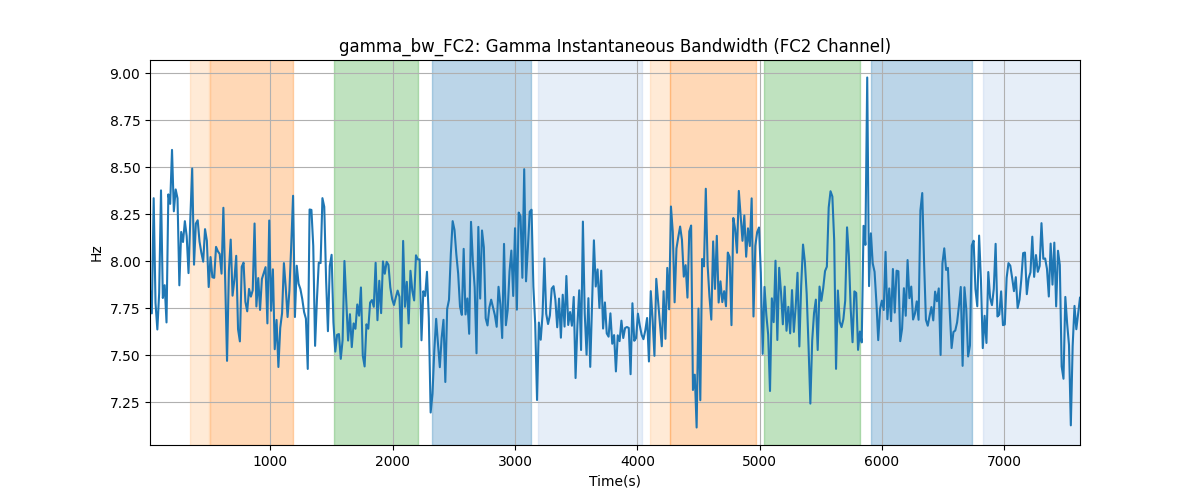 gamma_bw_FC2: Gamma Instantaneous Bandwidth (FC2 Channel)
9.00
8.75
8.50
8.25
8.00
7.75
7.50
7.25
Hz
1000 2000 3000 4000 5000 6000 7000
Time(s)